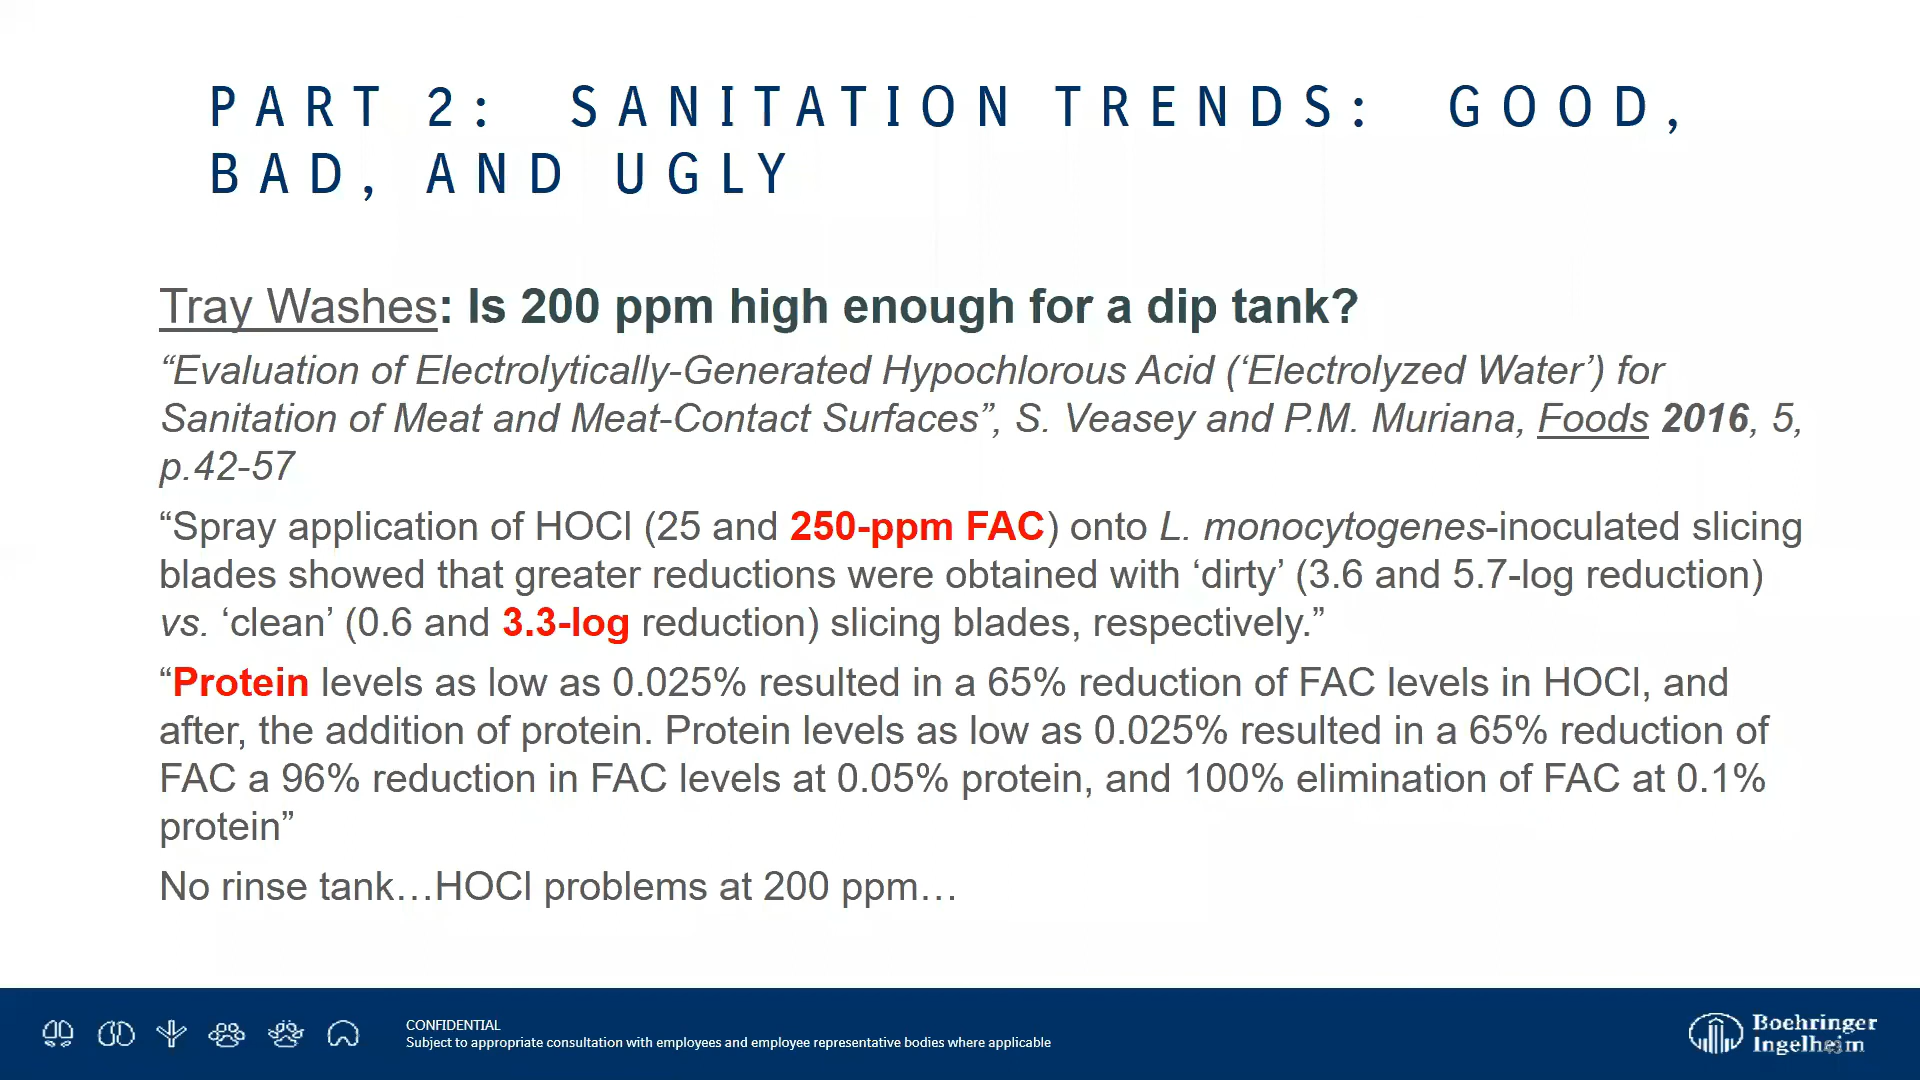 PART 2: SANITATION TRENDS: GOOD,
BAD, AND UGLY
Tray Washes: Is 200 ppm high enough for a dip tank?
“Evaluation of Electrolytically-Generated Hypochlorous Acid (‘Electrolyzed Water’) for
Sanitation of Meat and Meat-Contact Surfaces”, S. Veasey and P.M. Muriana, Foods 2016, 5,
p.42-57
“Spray application of HOCl (25 and 250-ppm FAC) onto L. monocytogenes-inoculated slicing
blades showed that greater reductions were obtained with ‘dirty’ (3.6 and 5.7-log reduction)
vs. ‘clean’ (0.6 and 3.3-log reduction) slicing blades, respectively.”
“Protein levels as low as 0.025% resulted in a 65% reduction of FAC levels in HOCl, and
after, the addition of protein. Protein levels as low as 0.025% resulted in a 65% reduction of
FAC a 96% reduction in FAC levels at 0.05% protein, and 100% elimination of FAC at 0.1%
protein”
No rinse tank…HOCl problems at 200 ppm…
CONFIDENTIAL
Subject to appropriate consultation with employees and employee representative bodies where applicable
Boehringer
Ingelheim